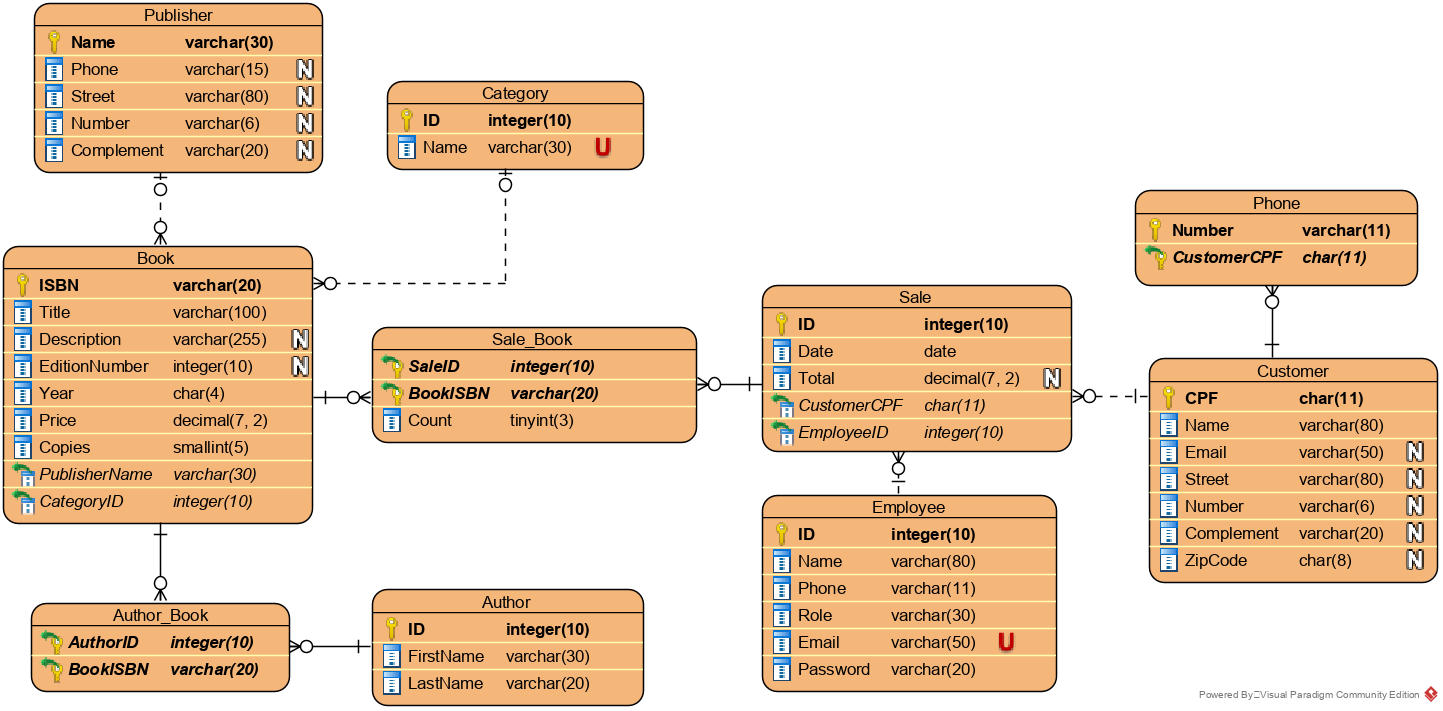 Publisher
Name varchar(30)
Phone varchar(15) N
Street varchar(80) N
Number varchar(6) N
Complement varchar(20) N
Category
ID integer(10)
Name varchar(30) U
Book
ISBN varchar(20)
Title varchar(100)
Description varchar(255) N
EditionNumber integer(10) N
Year char(4)
Price decimal(7, 2)
Copies smallint(5)
PublisherName varchar(30)
CategoryID integer(10)
Sale_Book
SaleID integer(10)
BookISBN varchar(20)
Count tinyint(3)
Sale
ID integer(10)
Date date
Total decimal(7, 2) N
CustomerCPF char(11)
EmployeeID integer(10)
Phone
Number varchar(11)
CustomerCPF char(11)
Customer
CPF char(11)
Name varchar(80)
Email varchar(50) N
Street varchar(80) N
Number varchar(6) N
Complement varchar(20) N
ZipCode char(8) N
Employee
ID integer(10)
Name varchar(80)
Phone varchar(11)
Role varchar(30)
Email varchar(50) U
Password varchar(20)
Author_Book
AuthorID integer(10)
BookISBN varchar(20)
Author
ID integer(10)
FirstName varchar(30)
LastName varchar(20)
Powered By Visual Paradigm Community Edition